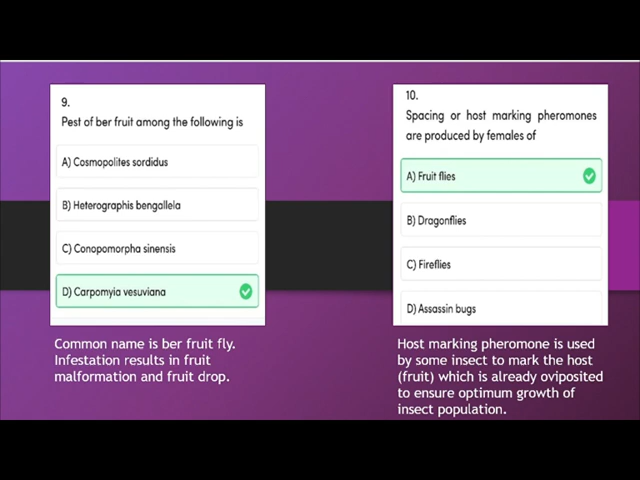 9.
Pest of ber fruit among the following is
A) Cosmopolites sordidus
B) Heterographis bengallela
C) Conopomorpha sinensis
D) Carpomyia vesuviana
Common name is ber fruit fly.
Infestation results in fruit
malformation and fruit drop.
10.
Spacing or host marking pheromones
are produced by females of
A) Fruit flies
B) Dragonflies
C) Fireflies
D) Assassin bugs
Host marking pheromone is used
by some insect to mark the host
(fruit) which is already oviposited
to ensure optimum growth of
insect population.